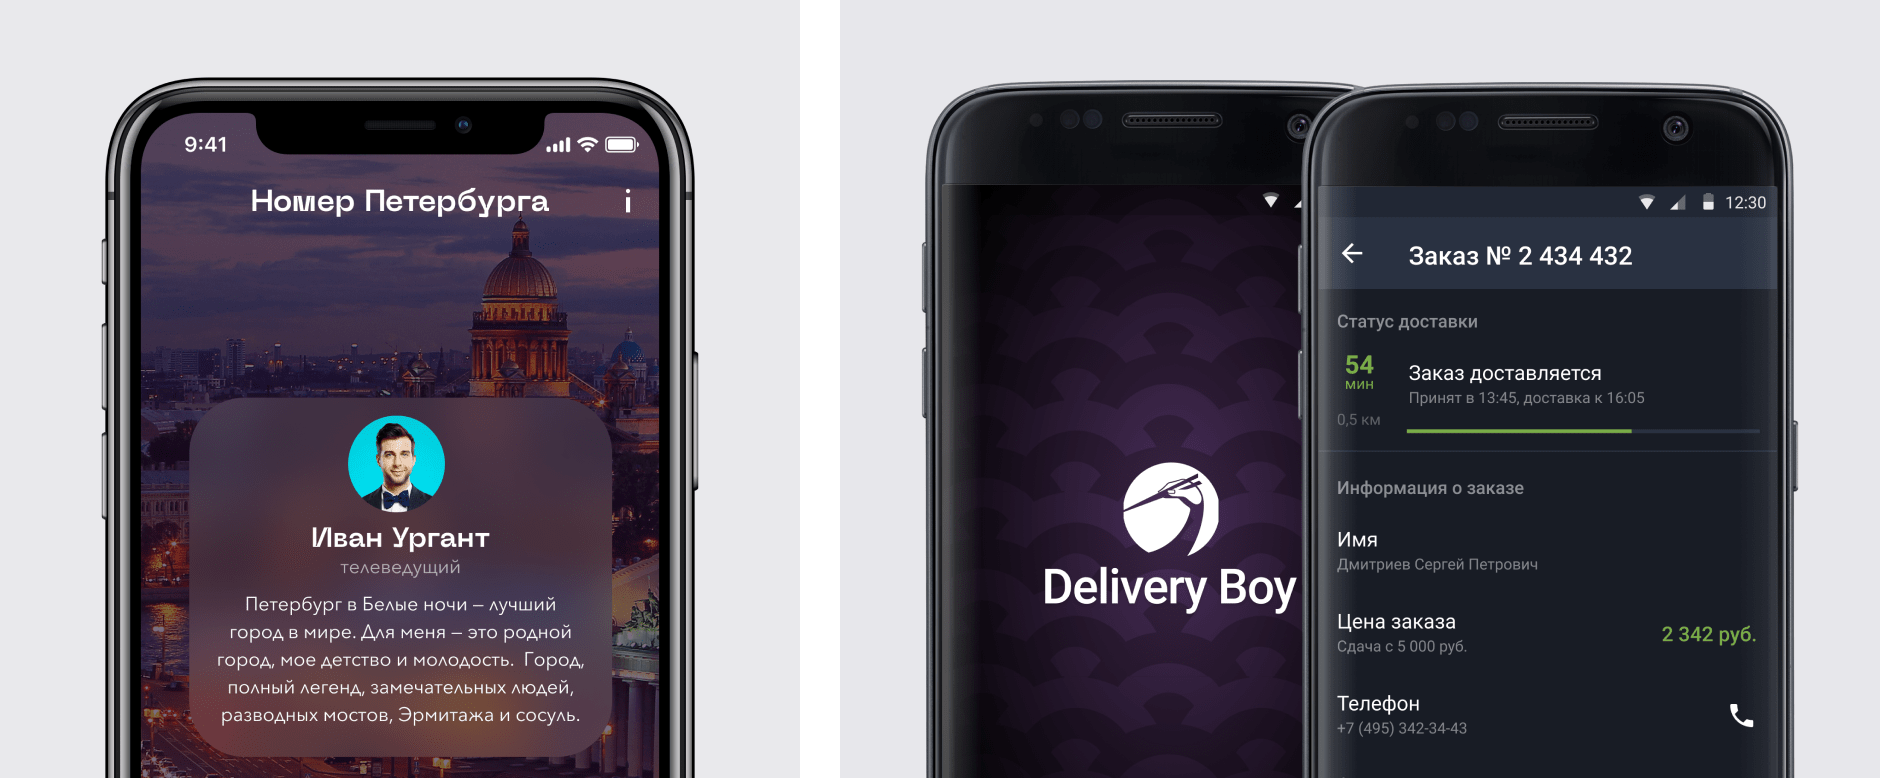 9:41
Номер Петербурга
i
Иван Ургант
телеведущий
Петербург в Белые ночи – лучший
город в мире. Для меня – это родной
город, мое детство и молодость. Город,
полный легенд, замечательных людей,
разводных мостов, Эрмитажа и сосуль.
Delivery Boy
12:30
Заказ № 2 434 432
Статус доставки
54
мин
Заказ доставляется
Принят в 13:45, доставка к 16:05
0,5 км
Информация о заказе
Имя
Дмитриев Сергей Петрович
Цена заказа
2 342 руб.
Сдача с 5 000 руб.
Телефон
+7 (495) 342-34-43